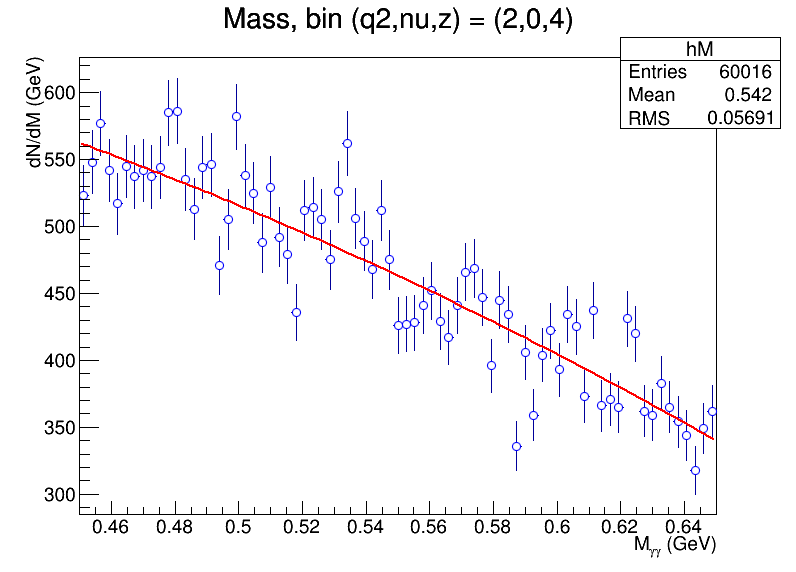 Mass, bin (q2,nu,z) = (2,0,4)
hM
Entries 60016
Mean 0.542
RMS 0.05691
dN/dM (GeV)
600
550
500
450
400
350
300
0.46 0.48 0.5 0.52 0.54 0.56 0.58 0.6 0.62 0.64
Mγγ (GeV)